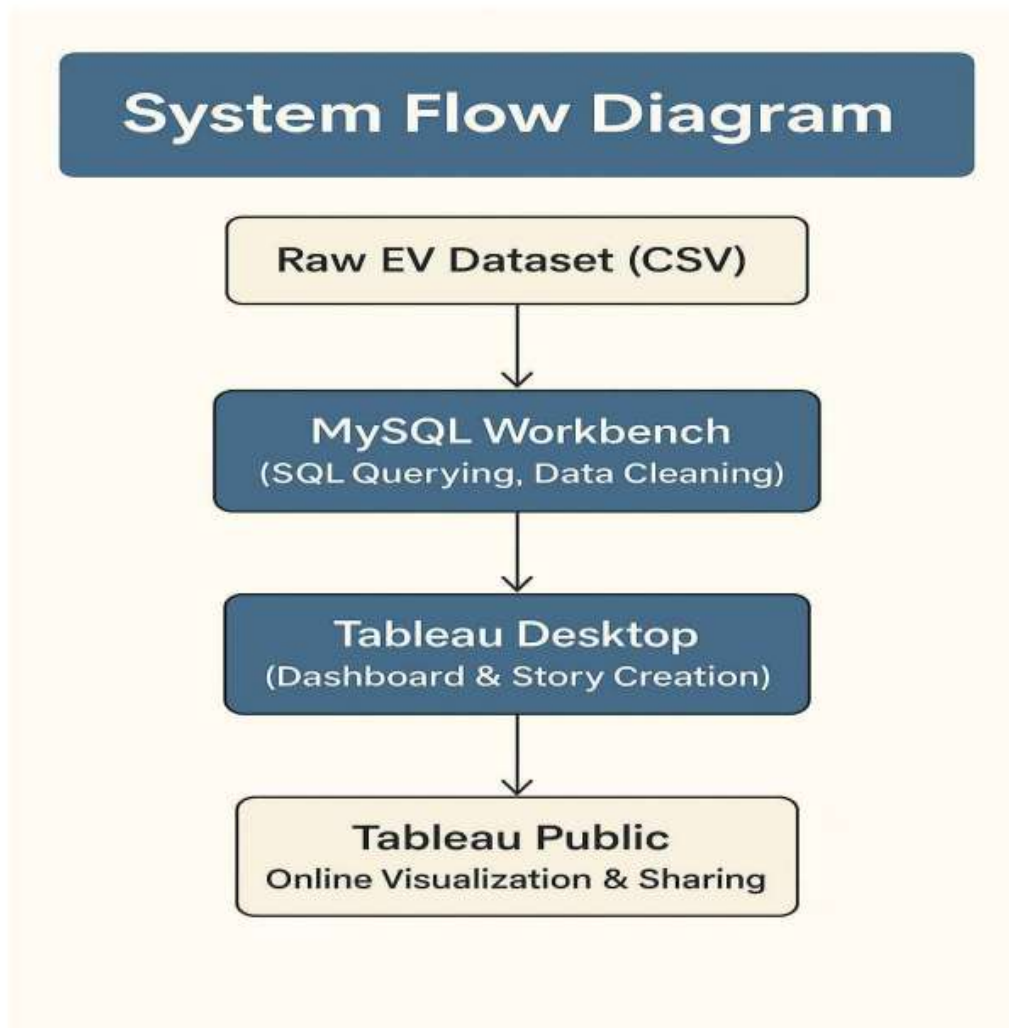 System Flow Diagram
Raw EV Dataset (CSV)
MySQL Workbench
(SQL Querying, Data Cleaning)
Tableau Desktop
(Dashboard & Story Creation)
Tableau Public
Online Visualization & Sharing